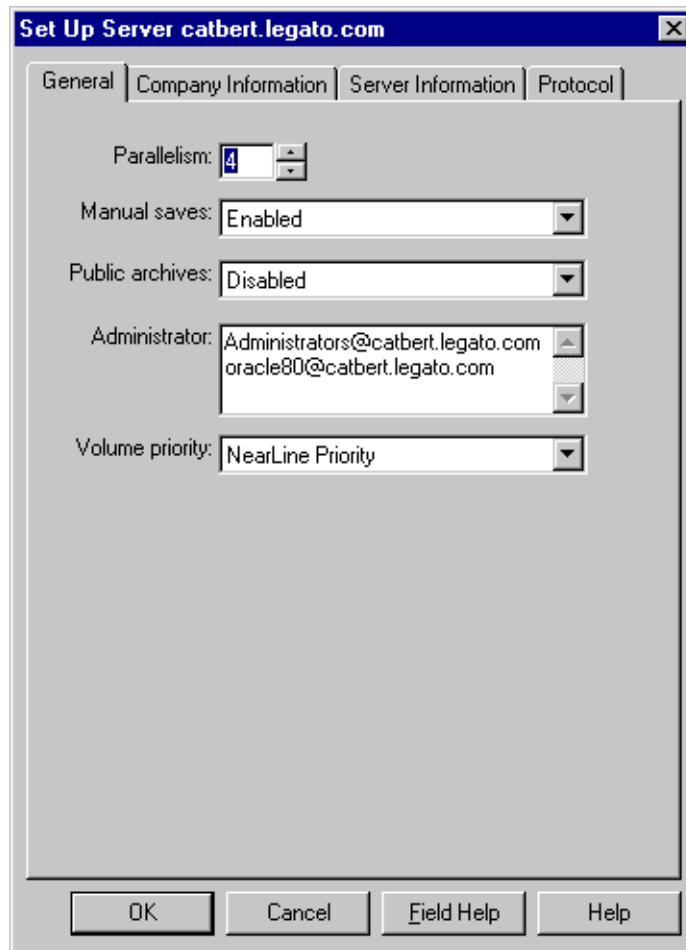 Set Up Server catbert.legato.com
General Company Information Server Information Protocol
Parallelism: 4
Manual saves: Enabled
Public archives: Disabled
Administrator: Administrators@catbert.legato.com
oracle80@catbert.legato.com
Volume priority: NearLine Priority
OK Cancel Field Help Help